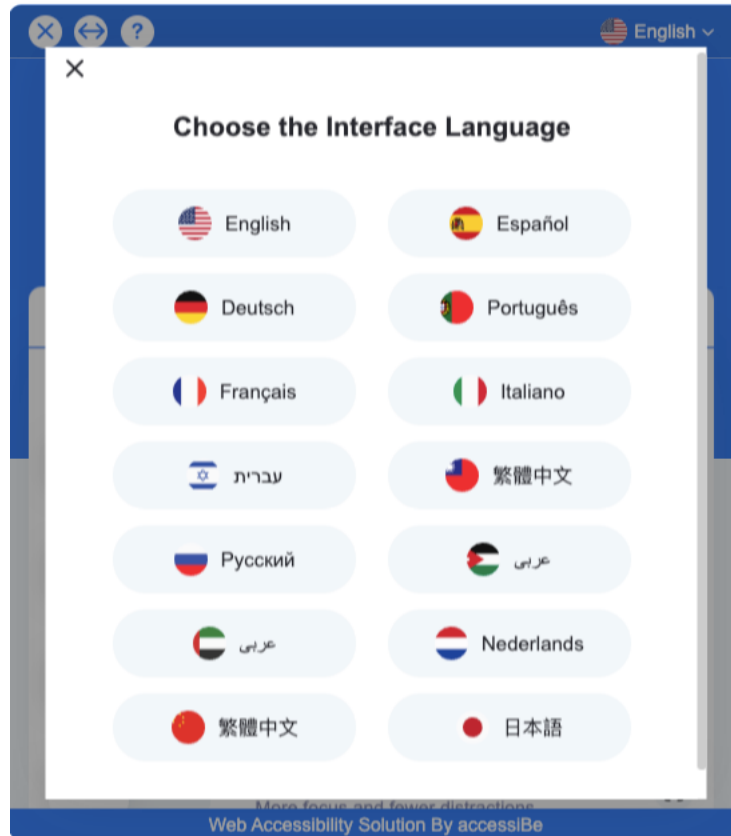 English
Choose the Interface Language
English
Español
Deutsch
Português
Français
Italiano
עברית
繁體中文
Русский
عربى
عربى
Nederlands
繁體中文
日本語
More focus and fewer distractions
Web Accessibility Solution By accessiBe